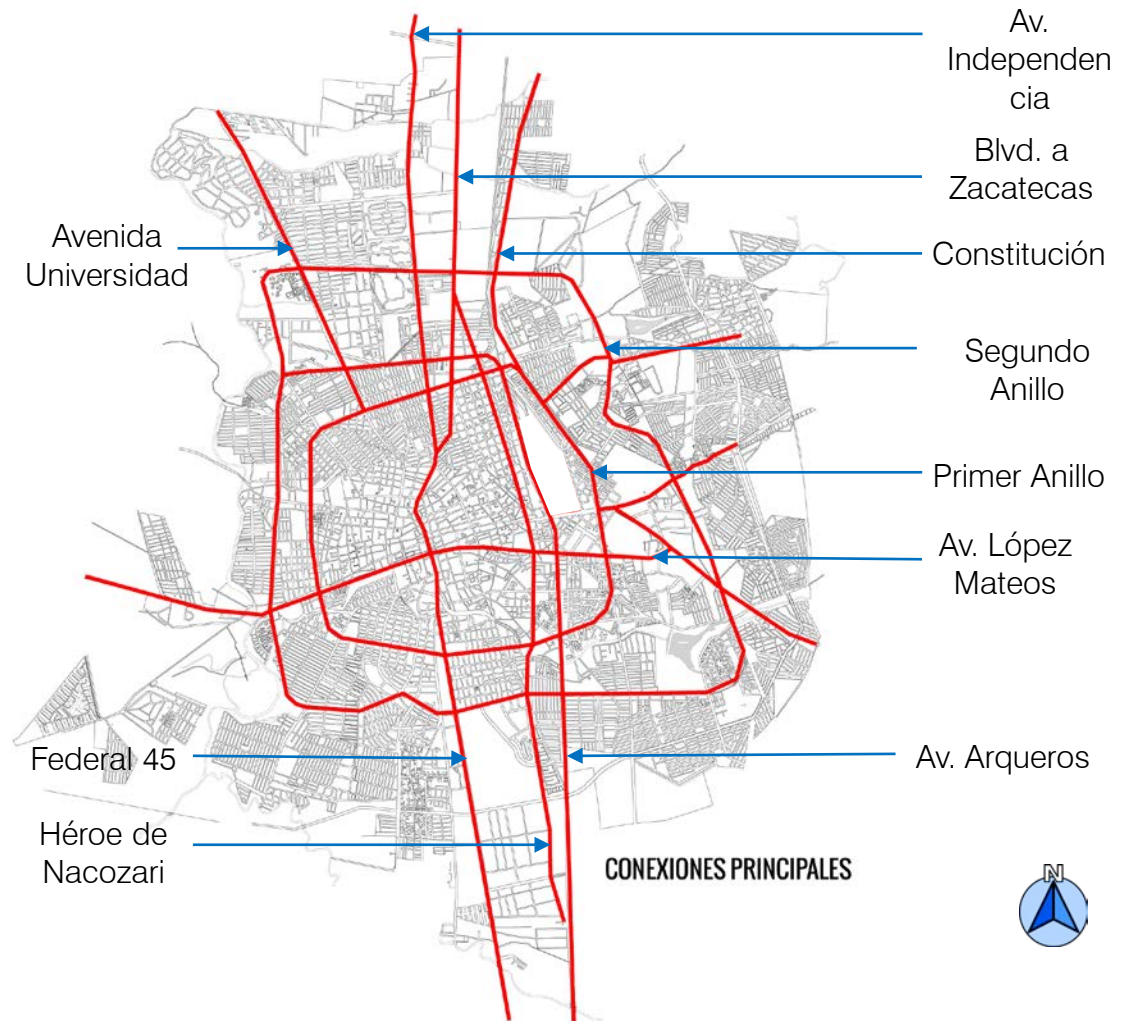 Av.
Independen
cia
Blvd. a
Zacatecas
Avenida
Universidad
Constitución
Segundo
Anillo
Primer Anillo
Av. López
Mateos
Federal 45
Av. Arqueros
Héroe de
Nacozari
CONEXIONES PRINCIPALES
N